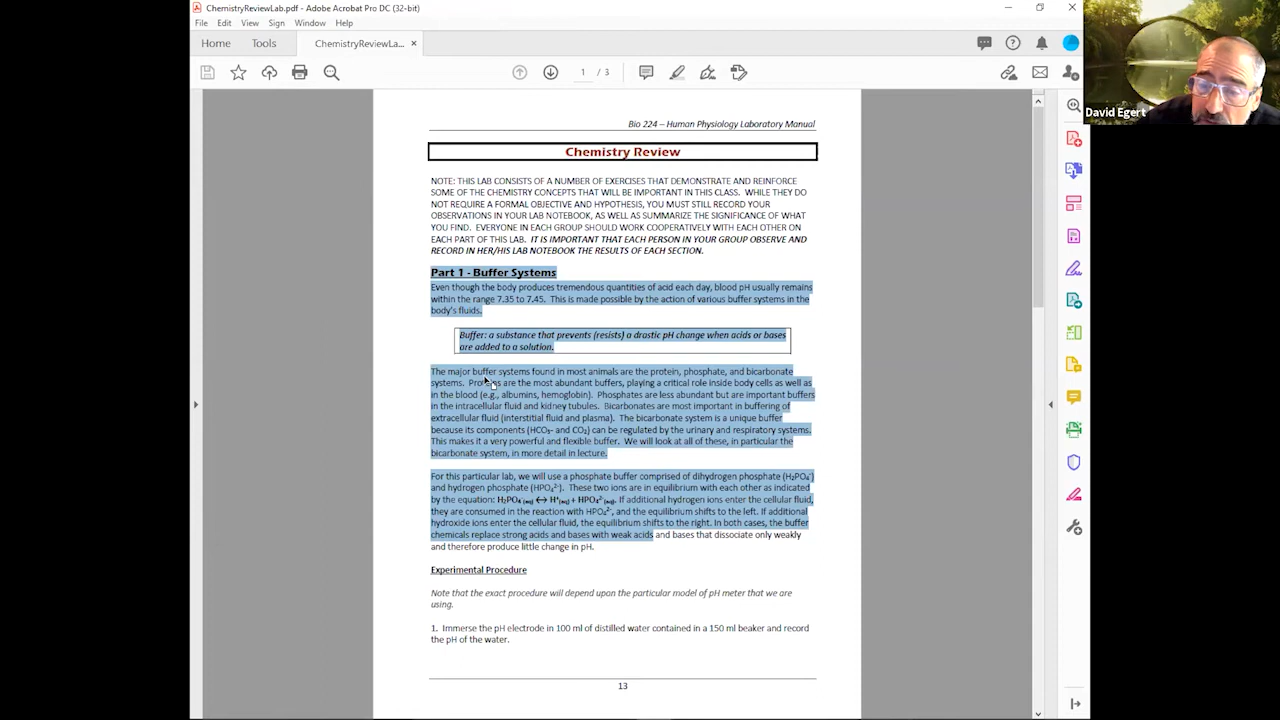 ChemistryReviewLab.pdf - Adobe Acrobat Pro DC (32-bit)
File Edit View Sign Window Help
Home Tools ChemistryReviewLa... ×
1 / 3
David Egert
Bio 224 – Human Physiology Laboratory Manual
Chemistry Review
NOTE: THIS LAB CONSISTS OF A NUMBER OF EXERCISES THAT DEMONSTRATE AND REINFORCE
SOME OF THE CHEMISTRY CONCEPTS THAT WILL BE IMPORTANT IN THIS CLASS. WHILE THEY DO
NOT REQUIRE A FORMAL OBJECTIVE AND HYPOTHESIS, YOU MUST STILL RECORD YOUR
OBSERVATIONS IN YOUR LAB NOTEBOOK, AS WELL AS SUMMARIZE THE SIGNIFICANCE OF WHAT
YOU FIND. EVERYONE IN EACH GROUP SHOULD WORK COOPERATIVELY WITH EACH OTHER ON
EACH PART OF THIS LAB. IT IS IMPORTANT THAT EACH PERSON IN YOUR GROUP OBSERVE AND
RECORD IN HER/HIS LAB NOTEBOOK THE RESULTS OF EACH SECTION.
Part 1 - Buffer Systems
Even though the body produces tremendous quantities of acid each day, blood pH usually remains
within the range 7.35 to 7.45. This is made possible by the action of various buffer systems in the
body's fluids.
Buffer: a substance that prevents (resists) a drastic pH change when acids or bases
are added to a solution.
The major buffer systems found in most animals are the protein, phosphate, and bicarbonate
systems. Proteins are the most abundant buffers, playing a critical role inside body cells as well as
in the blood (e.g., albumins, hemoglobin). Phosphates are less abundant but are important buffers
in the intracellular fluid and kidney tubules. Bicarbonates are most important in buffering of
extracellular fluid (interstitial fluid and plasma). The bicarbonate system is a unique buffer
because its components (HCO₃- and CO₂) can be regulated by the urinary and respiratory systems.
This makes it a very powerful and flexible buffer. We will look at all of these, in particular the
bicarbonate system, in more detail in lecture.
For this particular lab, we will use a phosphate buffer comprised of dihydrogen phosphate (H₂PO₄⁻)
and hydrogen phosphate (HPO₄²⁻). These two ions are in equilibrium with each other as indicated
by the equation: H₂PO₄⁻(aq) ↔ H⁺(aq) + HPO₄²⁻(aq). If additional hydrogen ions enter the cellular fluid,
they are consumed in the reaction with HPO₄²⁻, and the equilibrium shifts to the left. If additional
hydroxide ions enter the cellular fluid, the equilibrium shifts to the right. In both cases, the buffer
chemicals replace strong acids and bases with weak acids and bases that dissociate only weakly
and therefore produce little change in pH.
Experimental Procedure
Note that the exact procedure will depend upon the particular model of pH meter that we are
using.
1. Immerse the pH electrode in 100 ml of distilled water contained in a 150 ml beaker and record
the pH of the water.
13